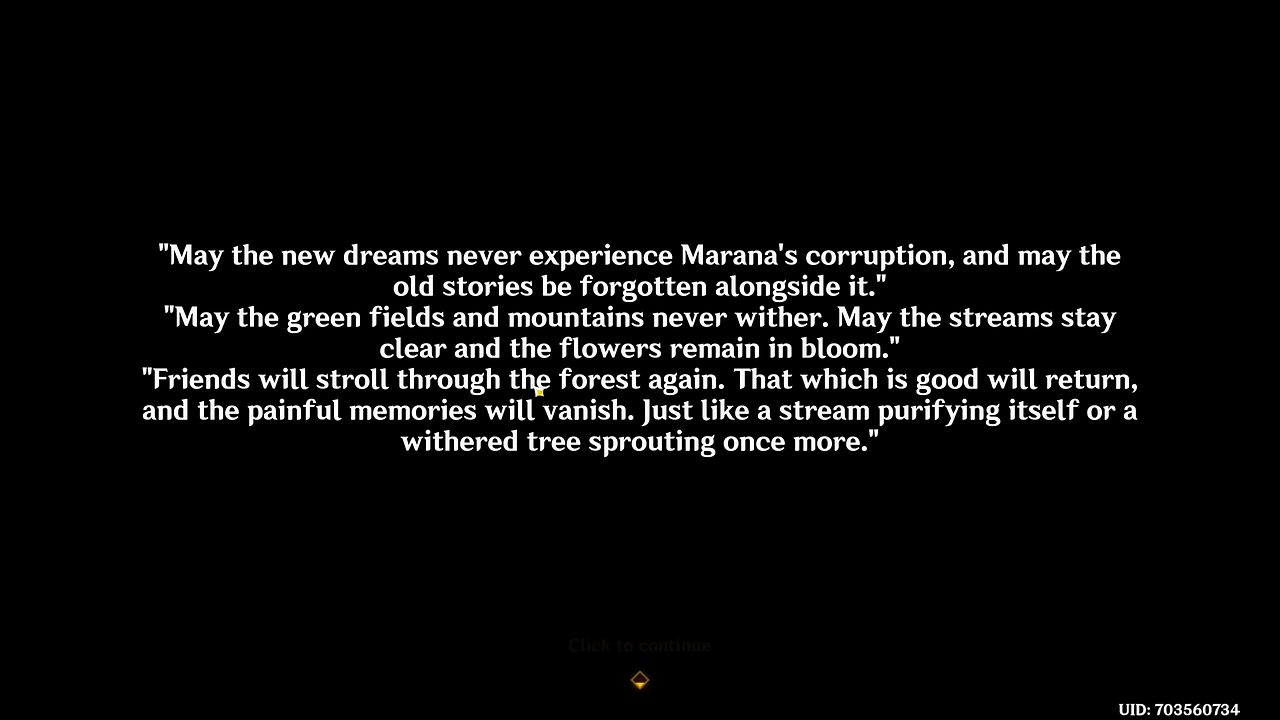 "May the new dreams never experience Marana's corruption, and may the
old stories be forgotten alongside it."
"May the green fields and mountains never wither. May the streams stay
clear and the flowers remain in bloom."
"Friends will stroll through the forest again. That which is good will return,
and the painful memories will vanish. Just like a stream purifying itself or a
withered tree sprouting once more."
Click to continue
UID: 703560734